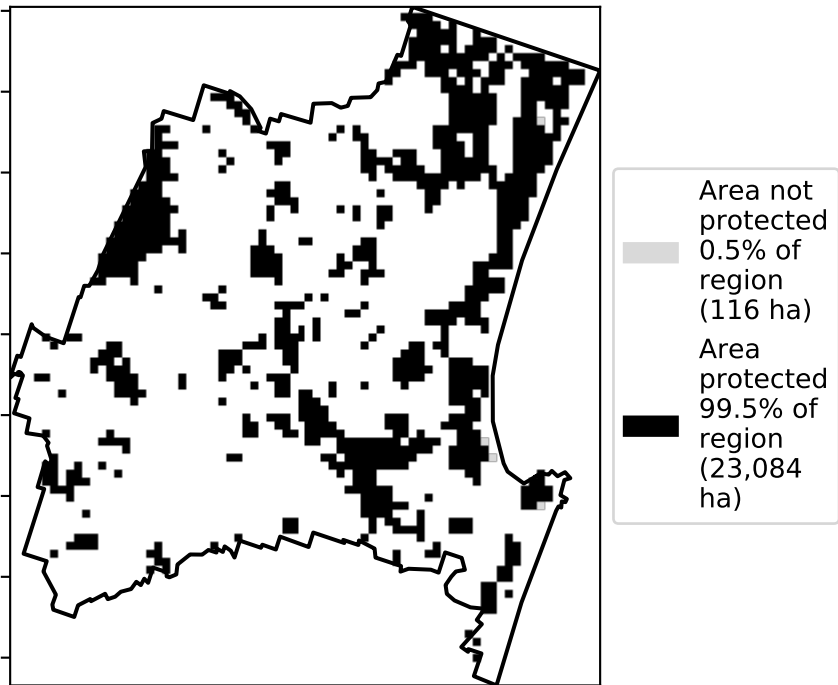 Area not
protected
0.5% of
region
(116 ha)
Area
protected
99.5% of
region
(23,084
ha)